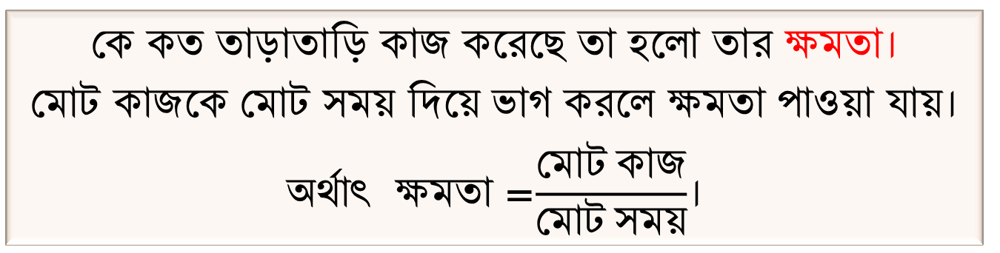 কে কত তাড়াতাড়ি কাজ করেছে তা হলো তার ক্ষমতা।
মোট কাজকে মোট সময় দিয়ে ভাগ করলে ক্ষমতা পাওয়া যায়।
অর্থাৎ ক্ষমতা = মোট কাজ / মোট সময়।